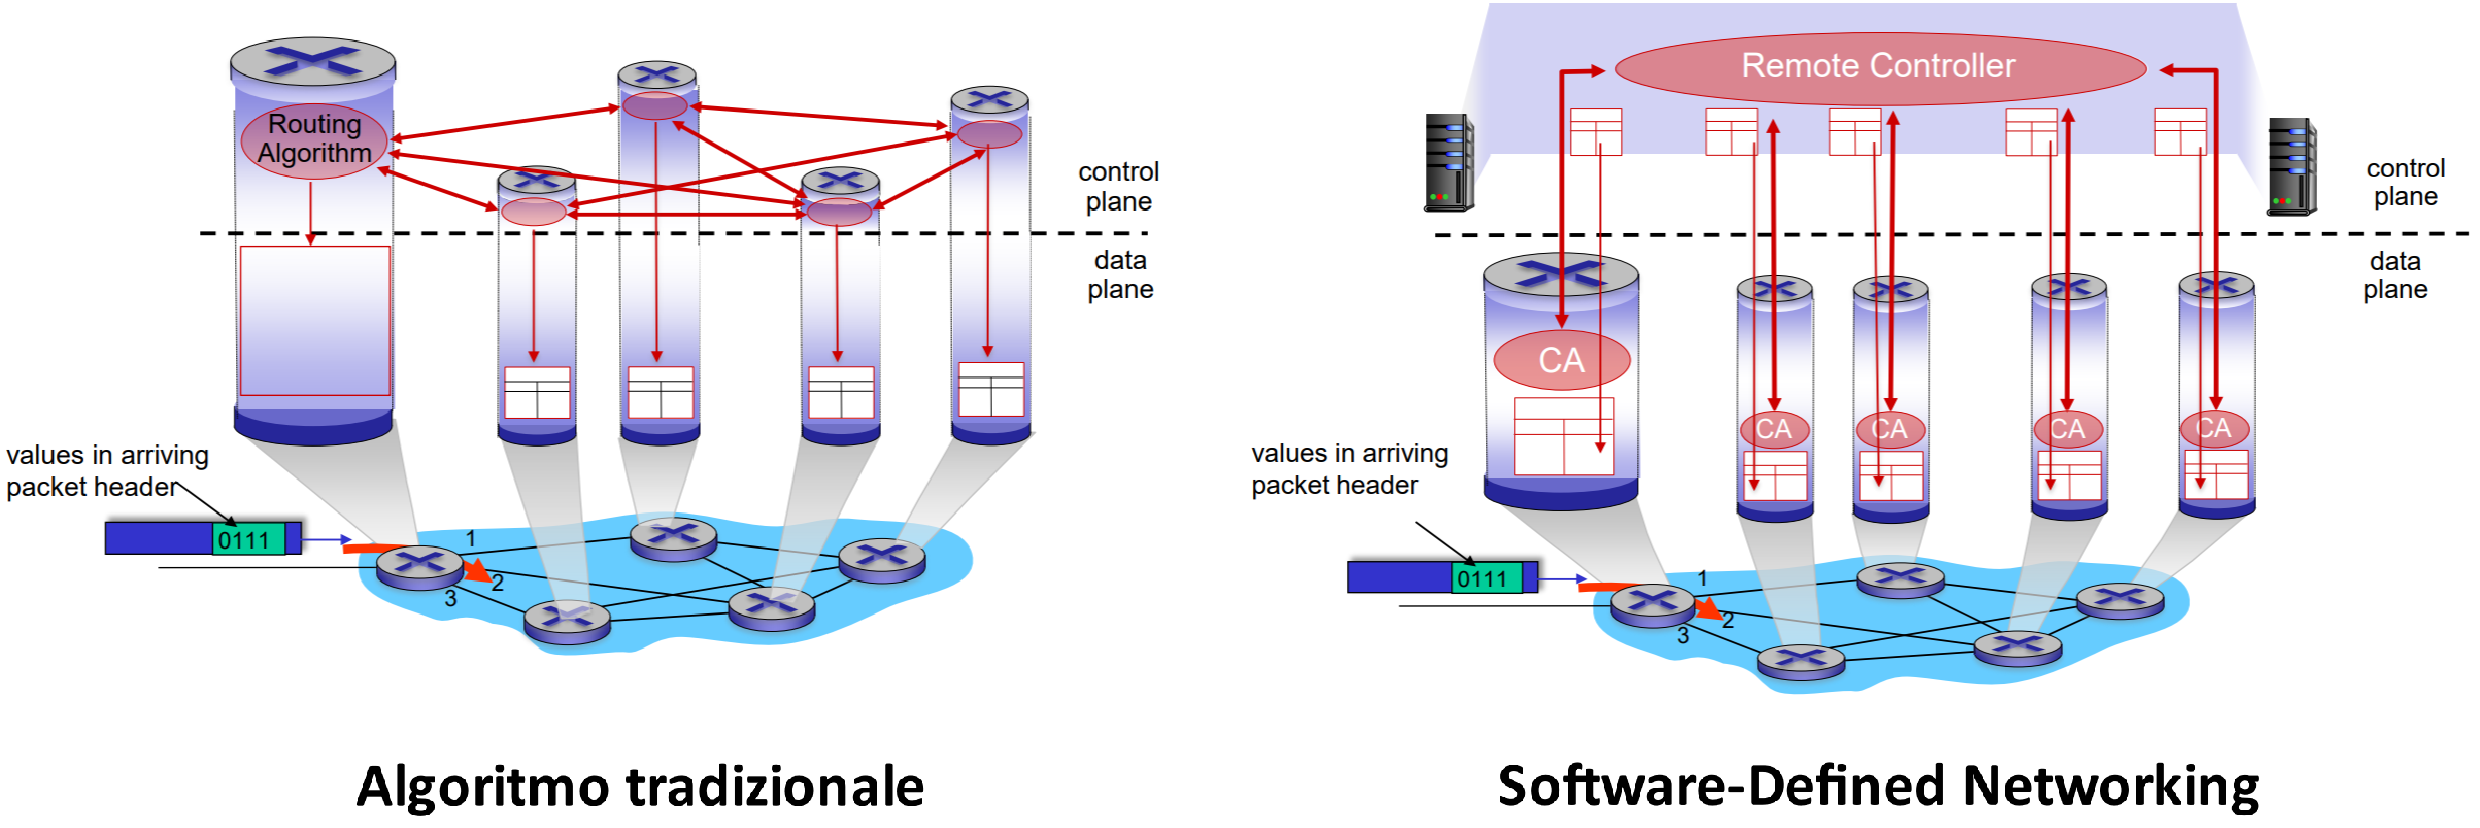 Routing
Algorithm
control
plane
data
plane
values in arriving
packet header
0111
1
2
3
Algoritmo tradizionale
Remote Controller
control
plane
data
plane
CA
CA
CA
CA
CA
values in arriving
packet header
0111
1
2
3
Software-Defined Networking